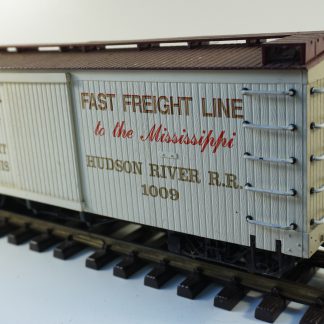 FAST FREIGHT LINE
to the Mississippi
HUDSON RIVER R.R.
1009